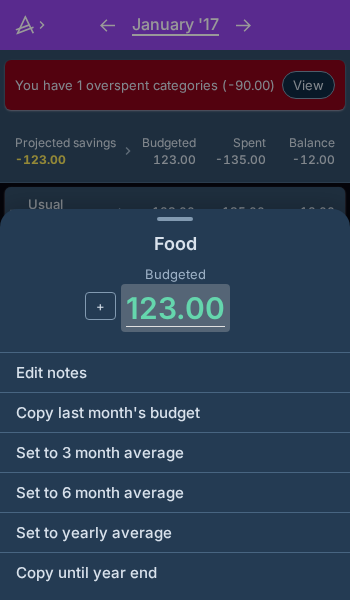 January '17
You have 1 overspent categories (-90.00) View
Projected savings Budgeted Spent Balance
-123.00 123.00 -135.00 -12.00
Usual
Food
Budgeted
+ 123.00
Edit notes
Copy last month's budget
Set to 3 month average
Set to 6 month average
Set to yearly average
Copy until year end